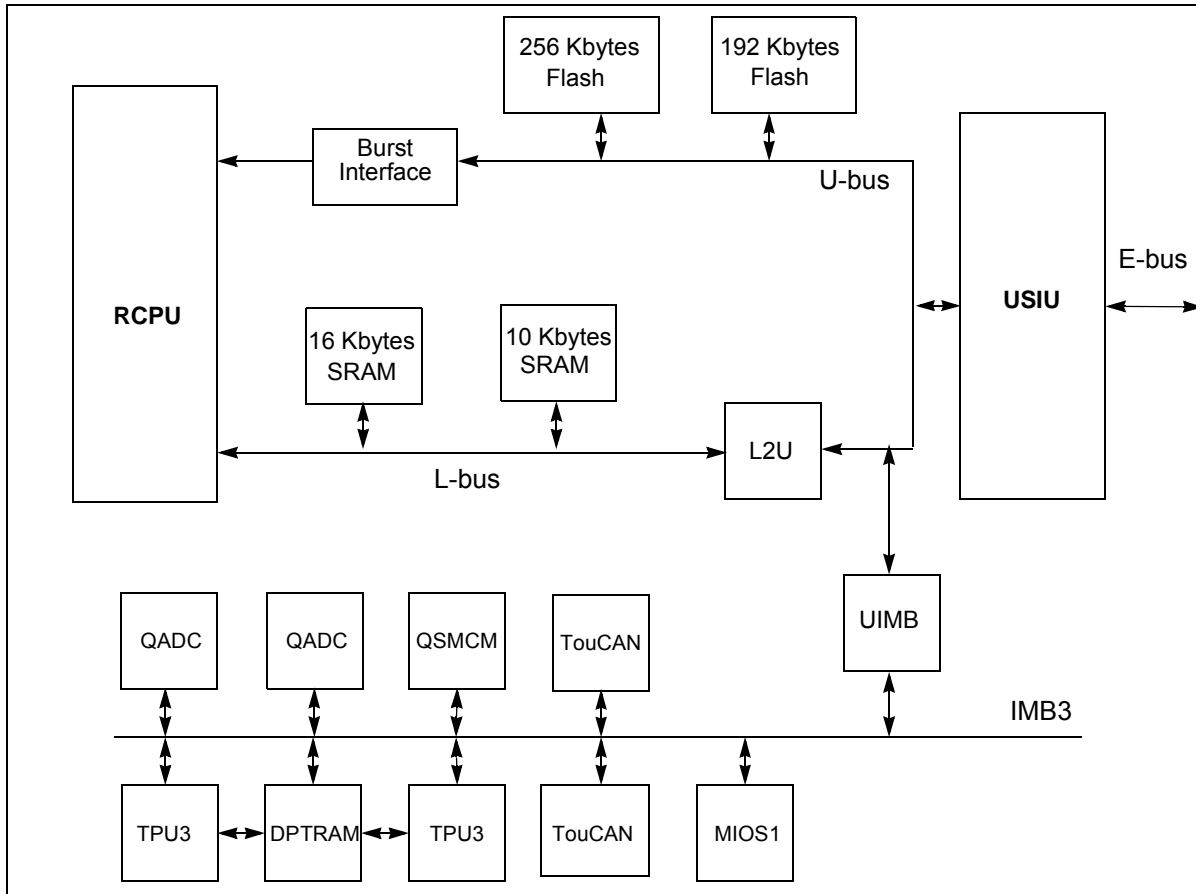 256 Kbytes
Flash
192 Kbytes
Flash
Burst
Interface
U-bus
E-bus
RCPU
USIU
16 Kbytes
SRAM
10 Kbytes
SRAM
L2U
L-bus
UIMB
QADC
QADC
QSMCM
TouCAN
IMB3
TPU3
DPTRAM
TPU3
TouCAN
MIOS1